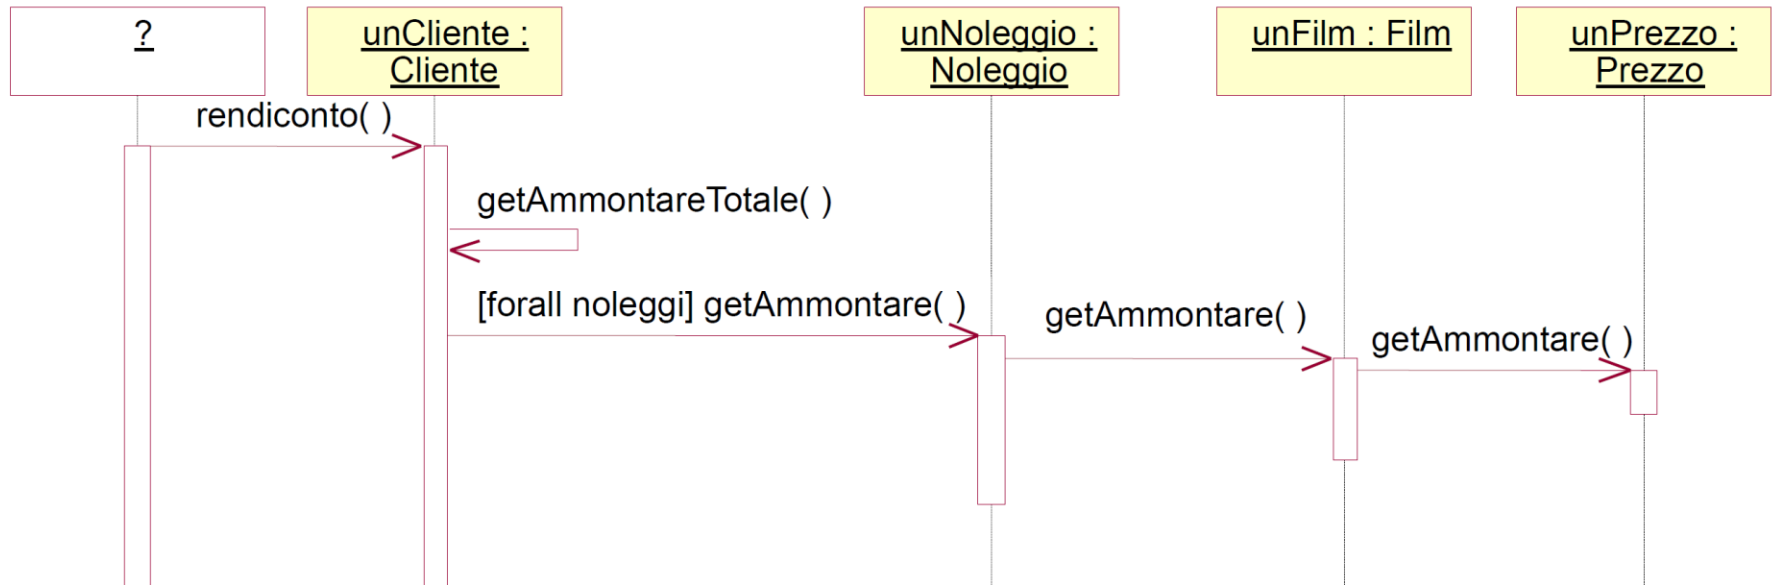 ?
unCliente :
Cliente
unNoleggio :
Noleggio
unFilm : Film
unPrezzo :
Prezzo
rendiconto( )
getAmmontareTotale( )
[forall noleggi] getAmmontare( )
getAmmontare( )
getAmmontare( )